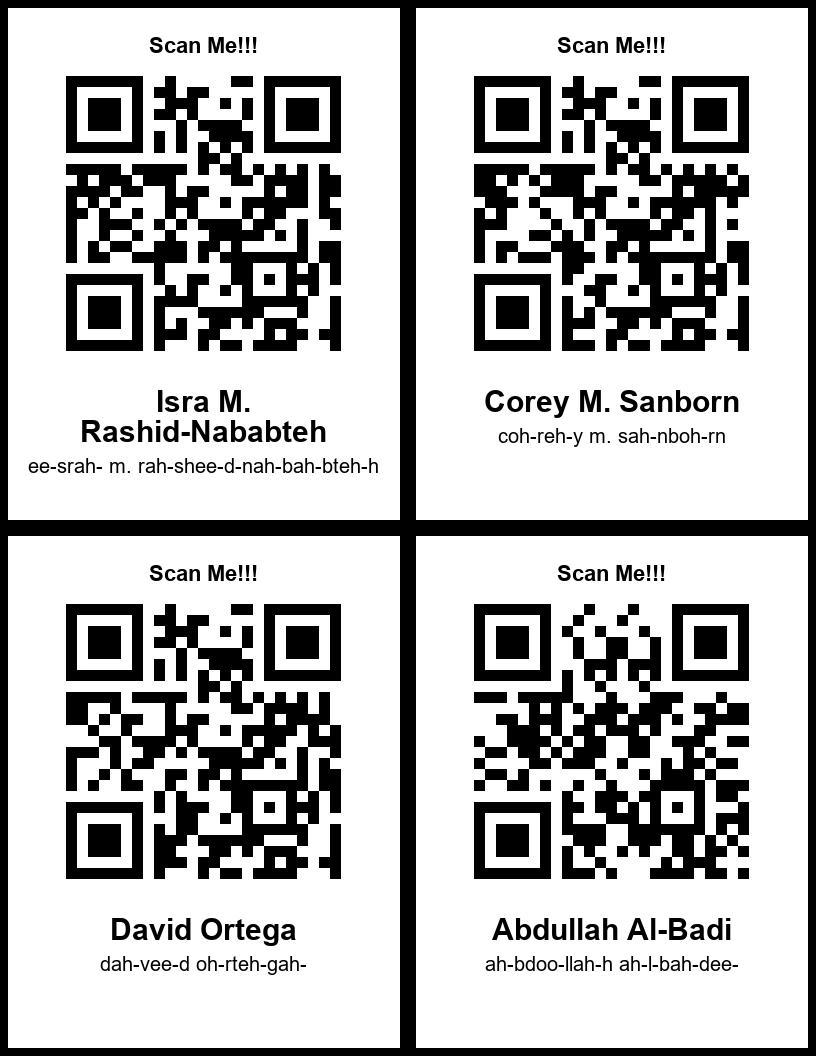 Scan Me!!!
Isra M.
Rashid-Nababteh
ee-srah- m. rah-shee-d-nah-bah-bteh-h
Scan Me!!!
Corey M. Sanborn
coh-reh-y m. sah-nboh-rn
Scan Me!!!
David Ortega
dah-vee-d oh-rteh-gah-
Scan Me!!!
Abdullah Al-Badi
ah-bdoo-llah-h ah-l-bah-dee-